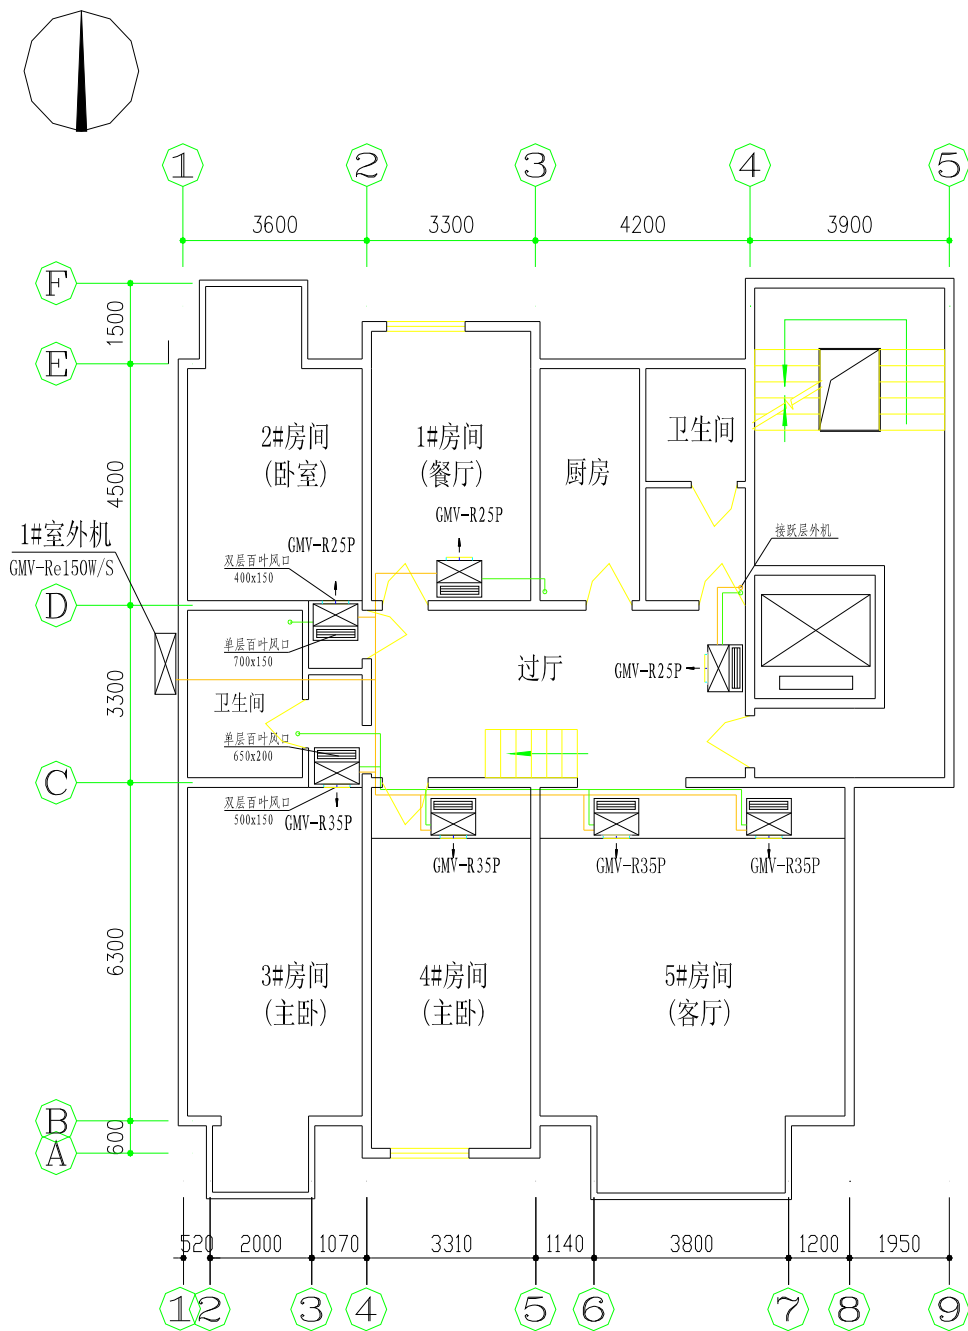 1
2
3
4
5
3600
3300
4200
3900
F
1500
E
4500
D
3300
C
6300
B
600
A
2#房间
(卧室)
1#房间
(餐厅)
厨房
卫生间
GMV-R25P
GMV-R25P
接跃层外机
1#室外机
GMV-Re150W/S
双层百叶风口
400x150
单层百叶风口
700x150
过厅
GMV-R25P
卫生间
单层百叶风口
650x200
双层百叶风口
500x150
GMV-R35P
GMV-R35P
GMV-R35P
GMV-R35P
3#房间
(主卧)
4#房间
(主卧)
5#房间
(客厅)
520
2000
1070
3310
1140
3800
1200
1950
1
2
3
4
5
6
7
8
9